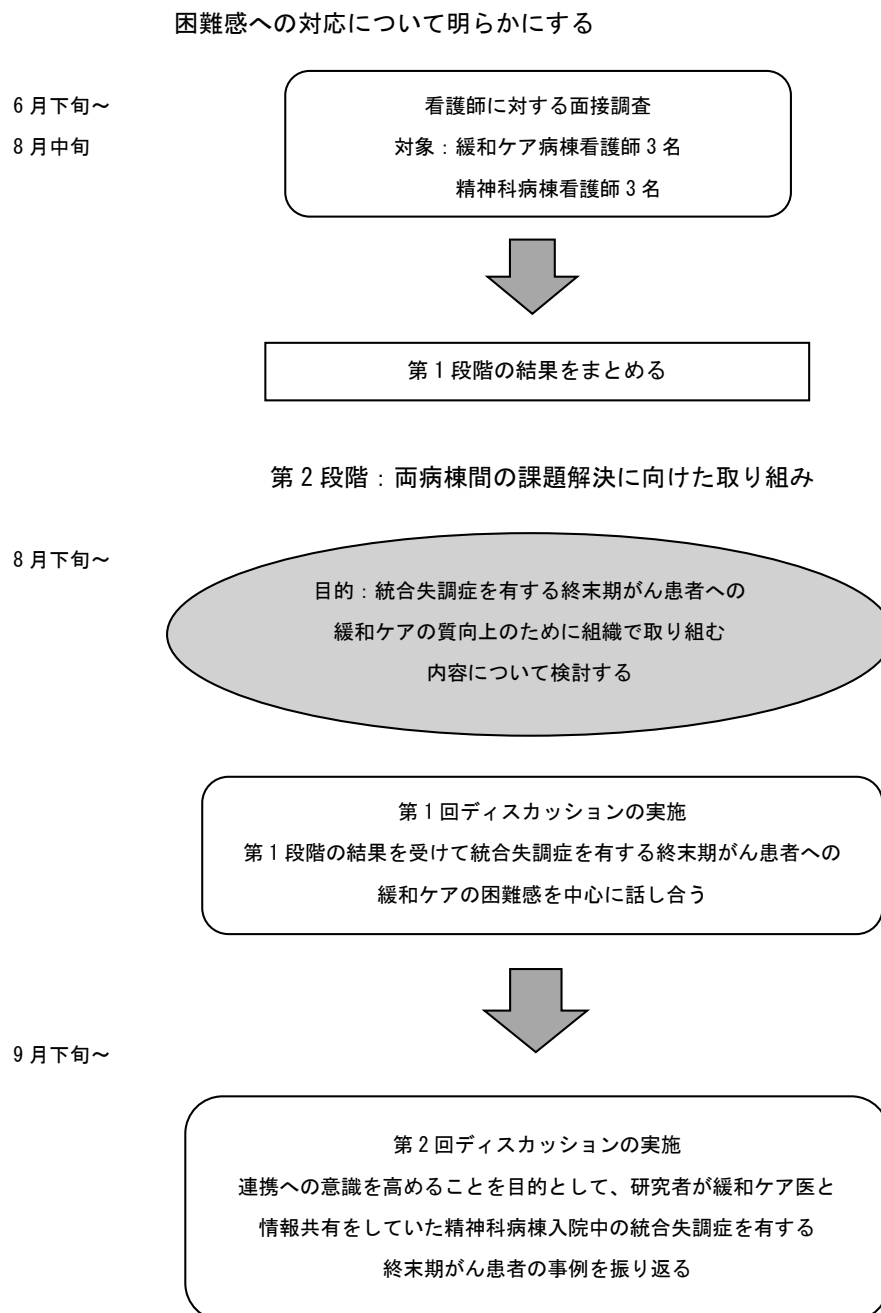 困難感への対応について明らかにする
6月下旬～
8月中旬
看護師に対する面接調査
対象：緩和ケア病棟看護師3名
精神科病棟看護師3名
第1段階の結果をまとめる
第2段階：両病棟間の課題解決に向けた取り組み
8月下旬～
目的：統合失調症を有する終末期がん患者への
緩和ケアの質向上のために組織で取り組む
内容について検討する
第1回ディスカッションの実施
第1段階の結果を受けて統合失調症を有する終末期がん患者への
緩和ケアの困難感を中心に話し合う
9月下旬～
第2回ディスカッションの実施
連携への意識を高めることを目的として、研究者が緩和ケア医と
情報共有をしていた精神科病棟入院中の統合失調症を有する
終末期がん患者の事例を振り返る